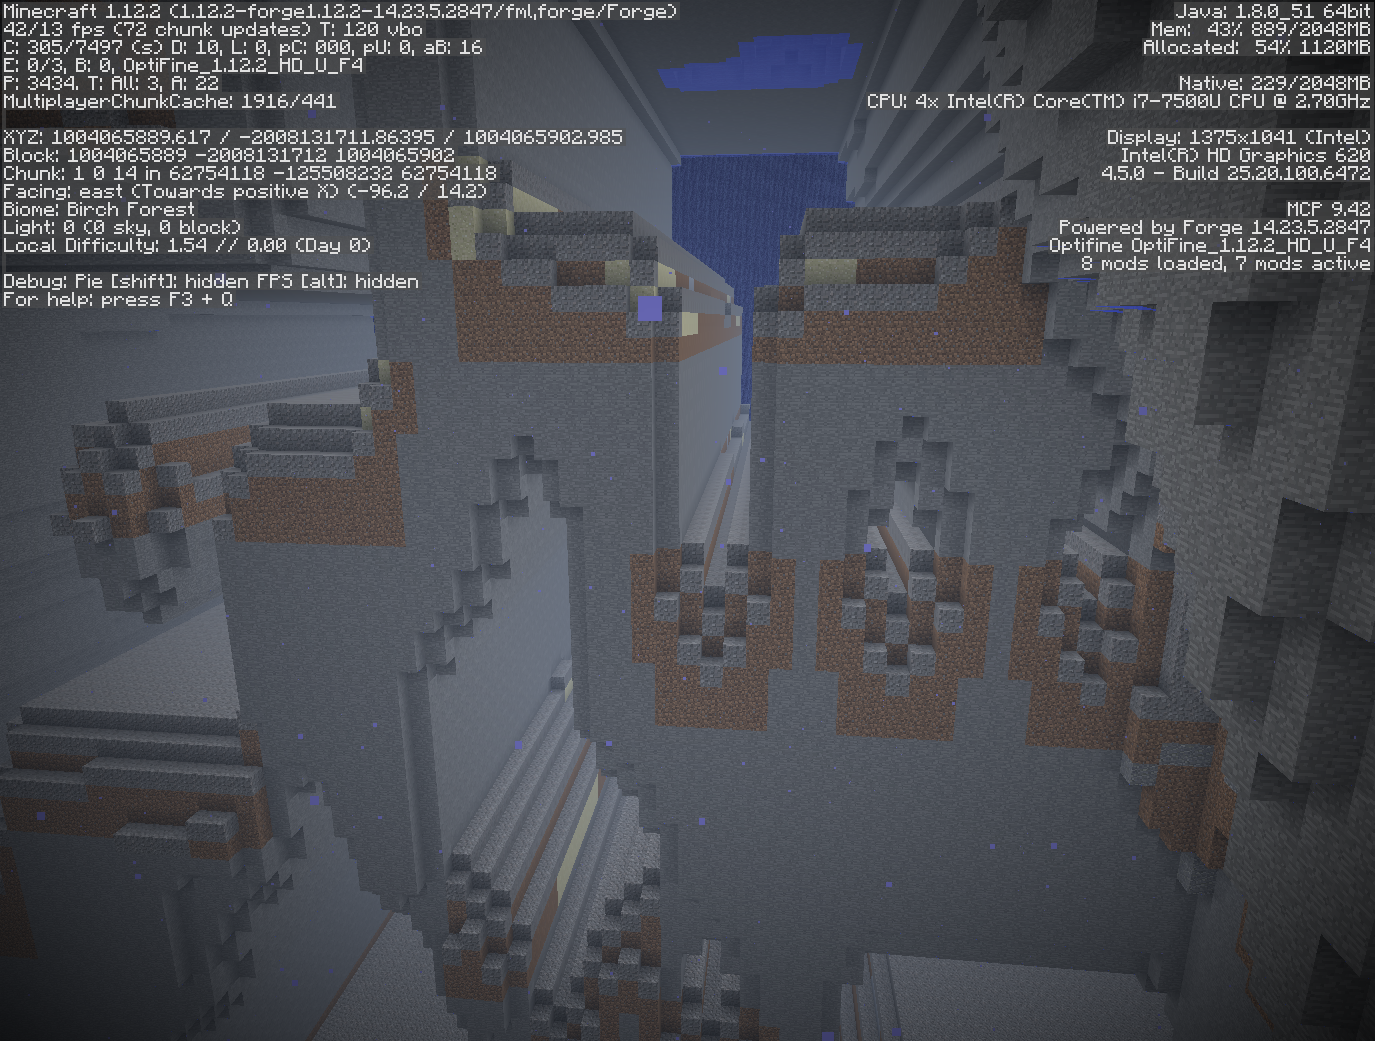 Minecraft 1.12.2 (1.12.2-forge1.12.2-14.23.5.2847/fml,forge/Forge)
42/13 fps (72 chunk updates) T: 120 vbo
C: 305/7497 (s) D: 10, L: 0, pC: 000, pU: 0, aB: 16
E: 0/3, B: 0, OptiFine_1.12.2_HD_U_F4
P: 3434. T: All: 3, A: 22
MultiplayerChunkCache: 1916/441
XYZ: 1004065889.617 / -2008131711.86395 / 1004065902.985
Block: 1004065889 -2008131712 1004065902
Chunk: 1 0 14 in 62754118 -125508232 62754118
Facing: east (Towards positive X) (-96.2 / 14.2)
Biome: Birch Forest
Light: 0 (0 sky, 0 block)
Local Difficulty: 1.54 // 0.00 (Day 0)
Debug: Pie [shift]: hidden FPS [alt]: hidden
For help: press F3 + Q
Java: 1.8.0_51 64bit
Mem: 43% 889/2048MB
Allocated: 54% 1120MB
Native: 229/2048MB
CPU: 4x Intel(R) Core(TM) i7-7500U CPU @ 2.70GHz
Display: 1375x1041 (Intel)
Intel(R) HD Graphics 620
4.5.0 - Build 25.20.100.6472
MCP 9.42
Powered by Forge 14.23.5.2847
Optifine OptiFine_1.12.2_HD_U_F4
8 mods loaded, 7 mods active